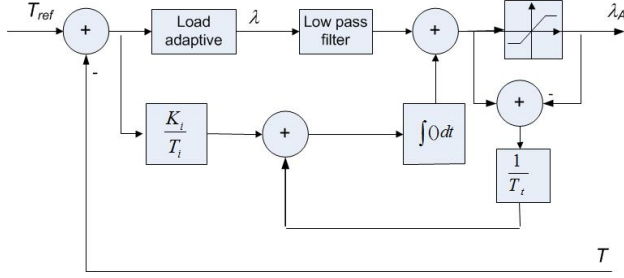 T_ref
+
-
Load adaptive
λ
Low pass filter
+
λ_A
K_i
T_i
+
∫()dt
+
-
1
T_t
T